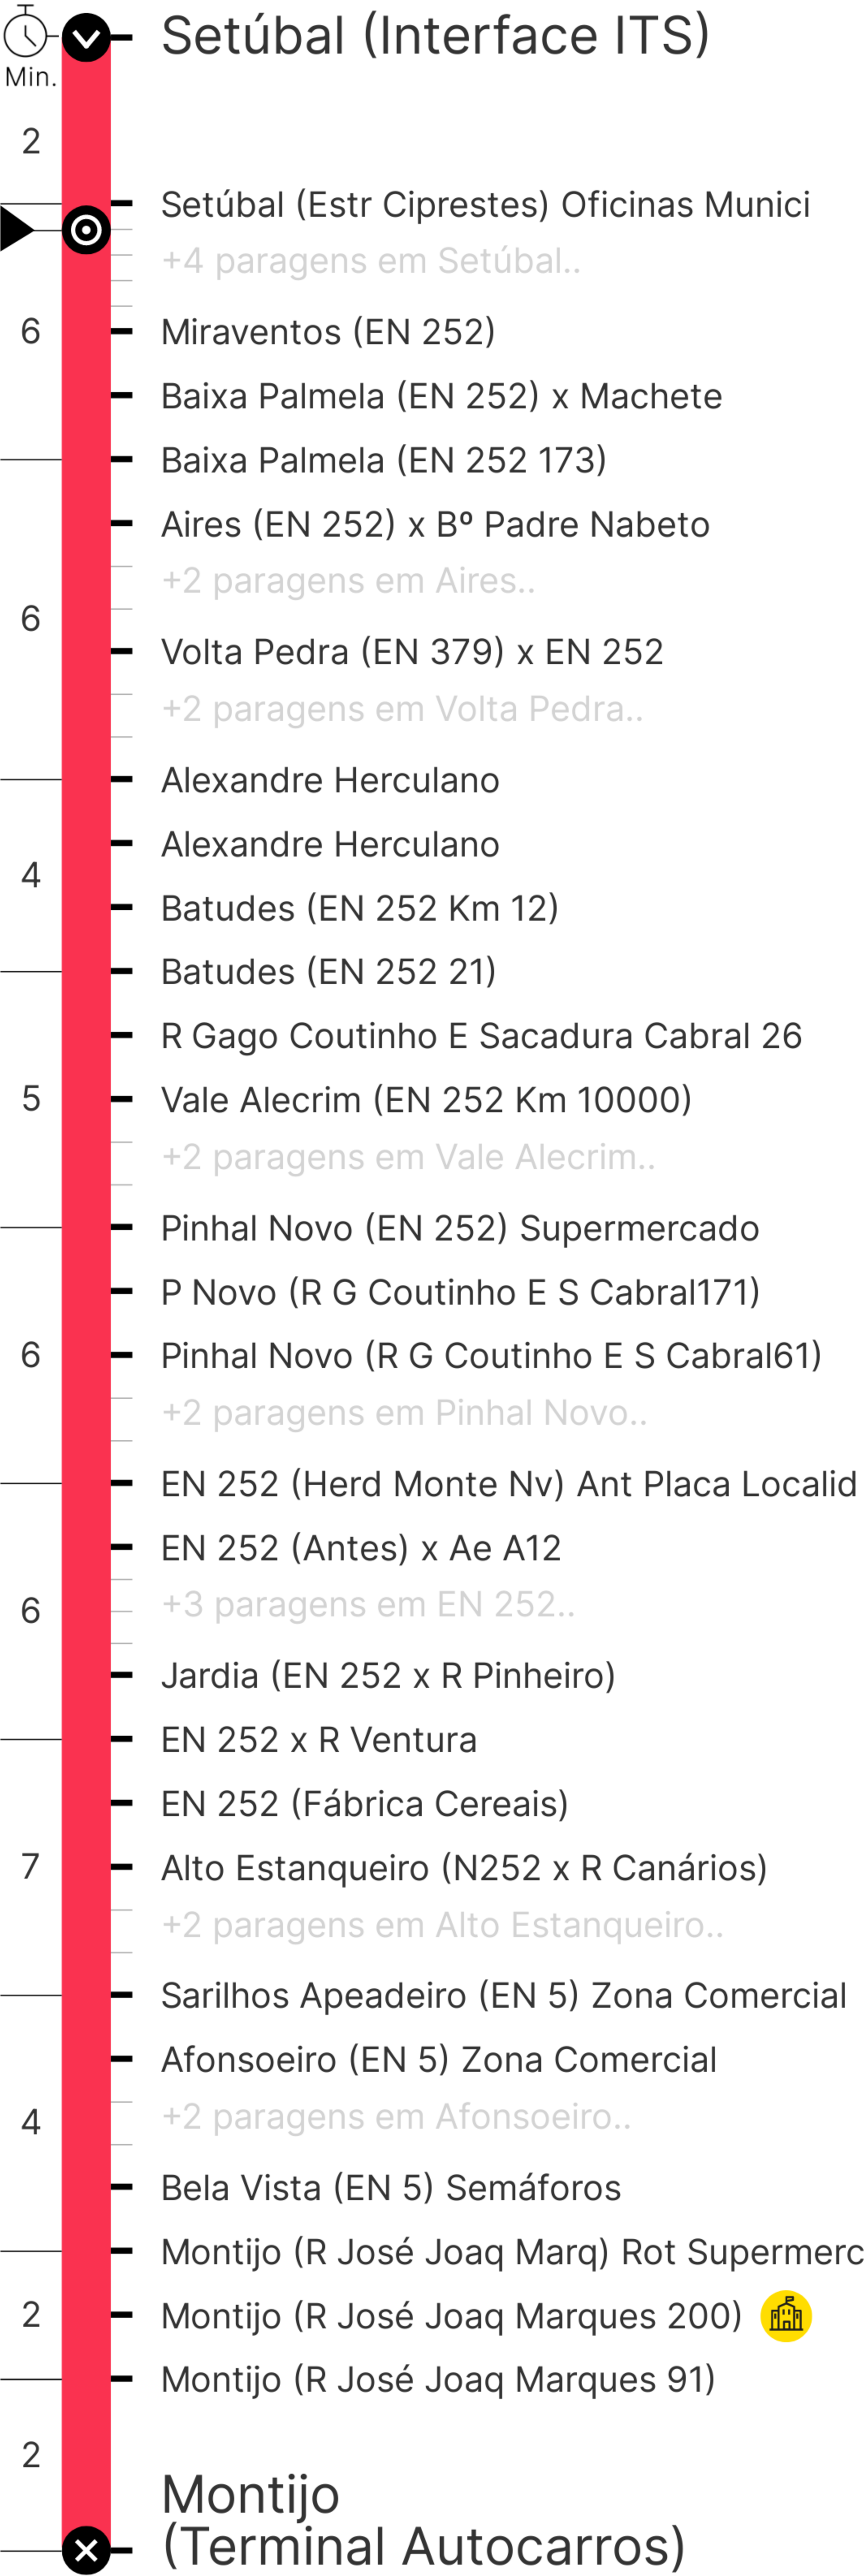 Setúbal (Interface ITS)
Min.
2
Setúbal (Estr Ciprestes) Oficinas Munici
+4 paragens em Setúbal..
6
Miraventos (EN 252)
Baixa Palmela (EN 252) x Machete
Baixa Palmela (EN 252 173)
Aires (EN 252) x Bº Padre Nabeto
+2 paragens em Aires..
6
Volta Pedra (EN 379) x EN 252
+2 paragens em Volta Pedra..
Alexandre Herculano
Alexandre Herculano
4
Batudes (EN 252 Km 12)
Batudes (EN 252 21)
R Gago Coutinho E Sacadura Cabral 26
5
Vale Alecrim (EN 252 Km 10000)
+2 paragens em Vale Alecrim..
Pinhal Novo (EN 252) Supermercado
P Novo (R G Coutinho E S Cabral171)
6
Pinhal Novo (R G Coutinho E S Cabral61)
+2 paragens em Pinhal Novo..
EN 252 (Herd Monte Nv) Ant Placa Localid
EN 252 (Antes) x Ae A12
+3 paragens em EN 252..
6
Jardia (EN 252 x R Pinheiro)
EN 252 x R Ventura
EN 252 (Fábrica Cereais)
7
Alto Estanqueiro (N252 x R Canários)
+2 paragens em Alto Estanqueiro..
Sarilhos Apeadeiro (EN 5) Zona Comercial
Afonsoeiro (EN 5) Zona Comercial
+2 paragens em Afonsoeiro..
4
Bela Vista (EN 5) Semáforos
Montijo (R José Joaq Marq) Rot Supermerc
2
Montijo (R José Joaq Marques 200)
Montijo (R José Joaq Marques 91)
2
Montijo
(Terminal Autocarros)